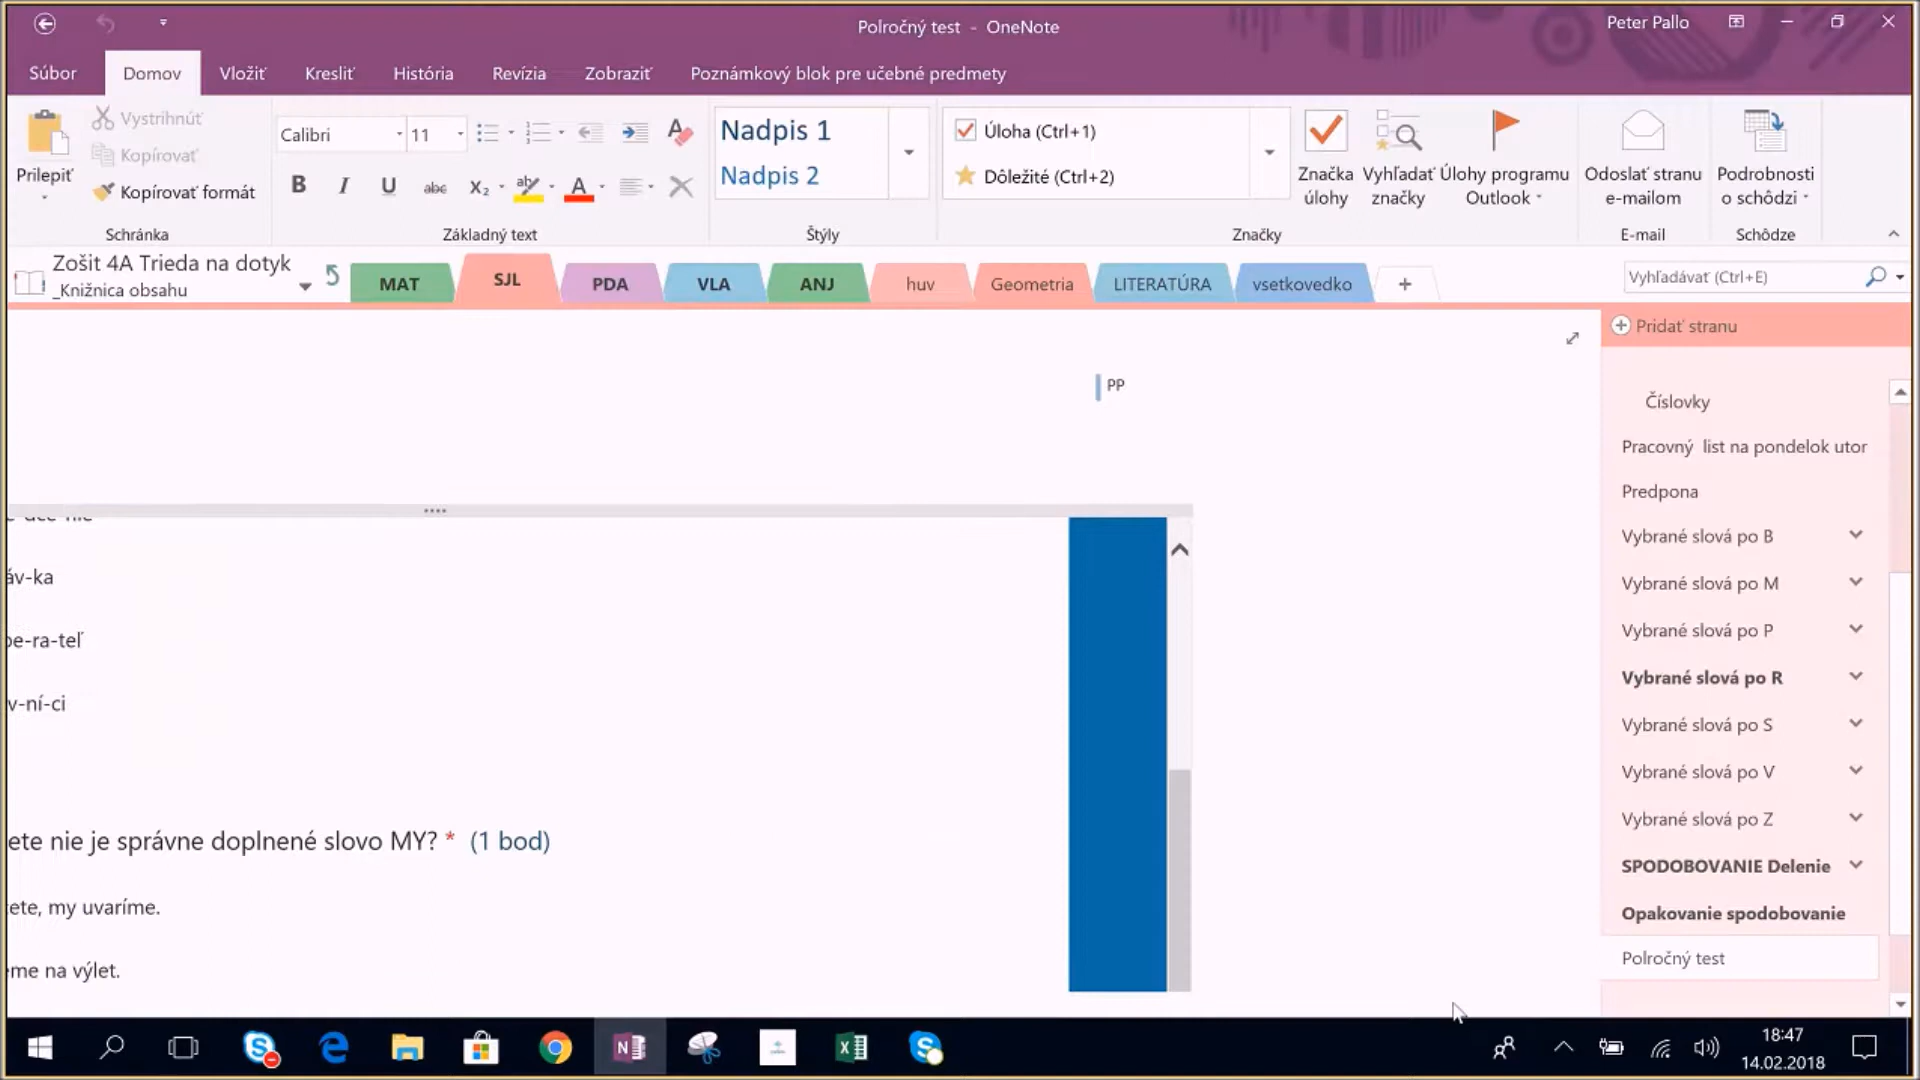 Polročný test - OneNote
Peter Pallo
Súbor Domov Vložiť Kresliť História Revízia Zobraziť Poznámkový blok pre učebné predmety
Prilepiť
Vystrihnúť
Kopírovať
Kopírovať formát
Schránka
Calibri 11
B I U abc X₂ A
Základný text
Nadpis 1
Nadpis 2
Štýly
Úloha (Ctrl+1)
Dôležité (Ctrl+2)
Značka úlohy
Vyhľadať značky
Úlohy programu Outlook
Značky
Odoslať stranu e-mailom
E-mail
Podrobnosti o schôdzi
Schôdze
Zošit 4A Trieda na dotyk
_Knižnica obsahu
MAT SJL PDA VLA ANJ huv Geometria LITERATÚRA vsetkovedko +
Vyhľadávať (Ctrl+E)
Pridať stranu
PP
áv-ka
pe-ra-teľ
v-ní-ci
ete nie je správne doplnené slovo MY? * (1 bod)
ete, my uvaríme.
eme na výlet.
Číslovky
Pracovný list na pondelok utor
Predpona
Vybrané slová po B
Vybrané slová po M
Vybrané slová po P
Vybrané slová po R
Vybrané slová po S
Vybrané slová po V
Vybrané slová po Z
SPODOBOVANIE Delenie
Opakovanie spodobovanie
Polročný test
18:47
14.02.2018